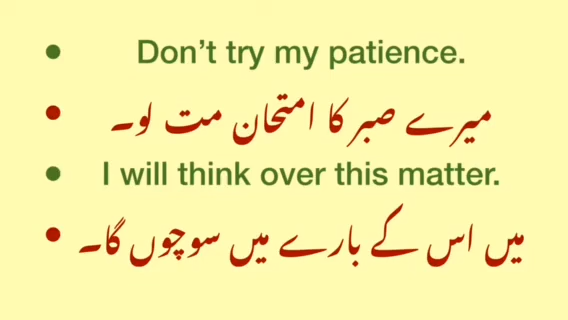 • Don’t try my patience.
• میرے صبر کا امتحان مت لو۔
• I will think over this matter.
• میں اس کے بارے میں سوچوں گا۔